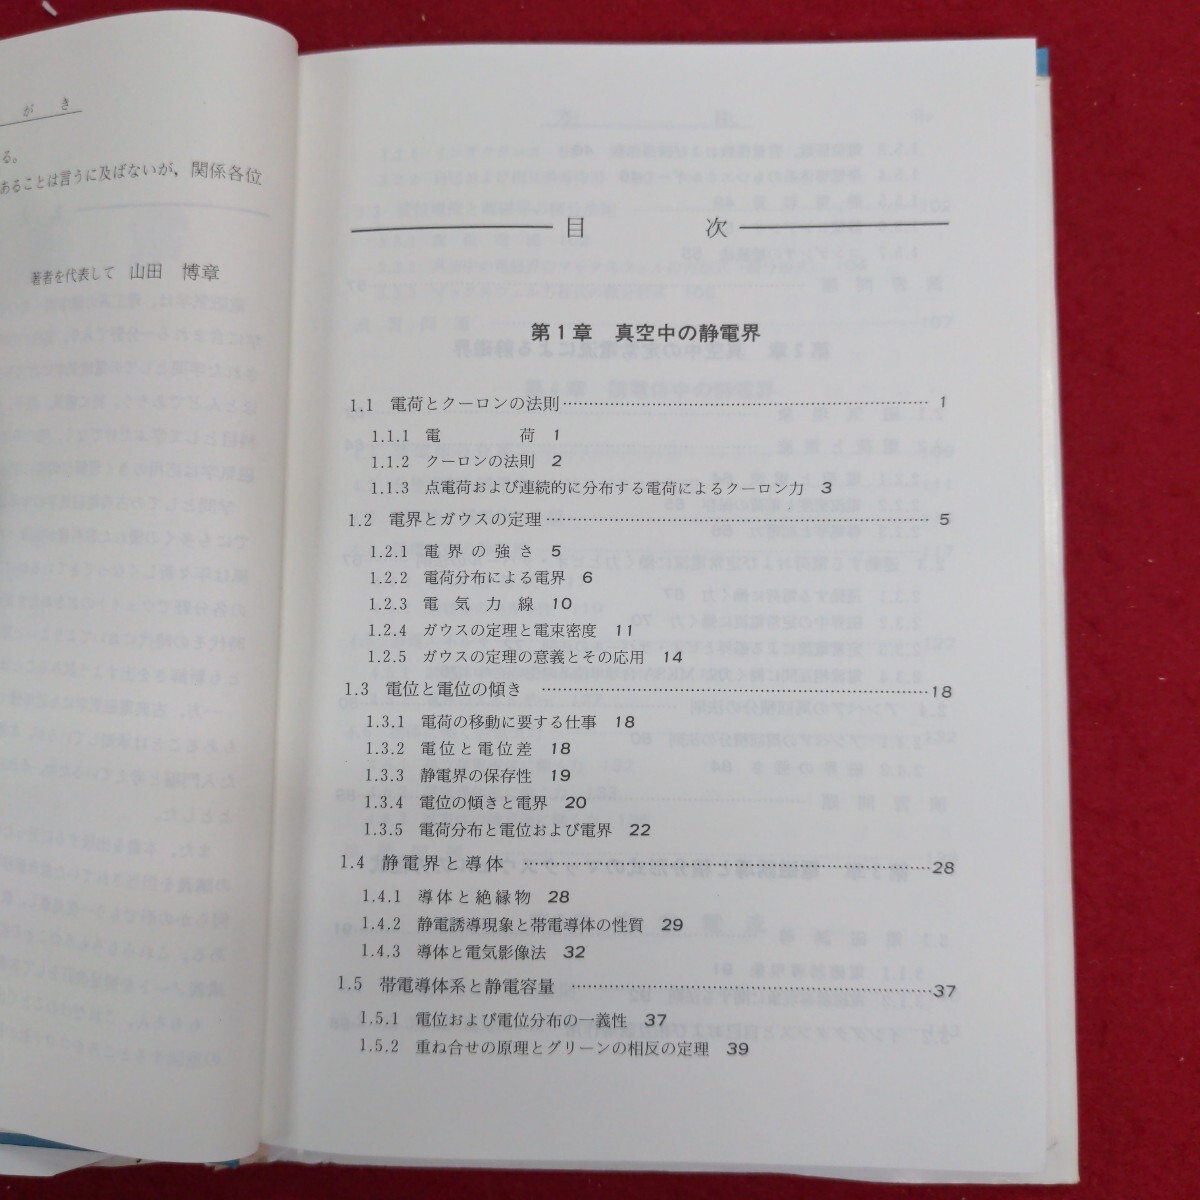 がき
る。
あることは言うに及ばないが，関係各位
著者を代表して 山田 博章
目 次
第1章 真空中の静電界
1.1 電荷とクーロンの法則 1
1.1.1 電 荷 1
1.1.2 クーロンの法則 2
1.1.3 点電荷および連続的に分布する電荷によるクーロン力 3
1.2 電界とガウスの定理 5
1.2.1 電界の強さ 5
1.2.2 電荷分布による電界 6
1.2.3 電気力線 10
1.2.4 ガウスの定理と電束密度 11
1.2.5 ガウスの定理の意義とその応用 14
1.3 電位と電位の傾き 18
1.3.1 電荷の移動に要する仕事 18
1.3.2 電位と電位差 18
1.3.3 静電界の保存性 19
1.3.4 電位の傾きと電界 20
1.3.5 電荷分布と電位および電界 22
1.4 静電界と導体 28
1.4.1 導体と絶縁物 28
1.4.2 静電誘導現象と帯電導体の性質 29
1.4.3 導体と電気影像法 32
1.5 帯電導体系と静電容量 37
1.5.1 電位および電位分布の一義性 37
1.5.2 重ね合せの原理とグリーンの相反の定理 39